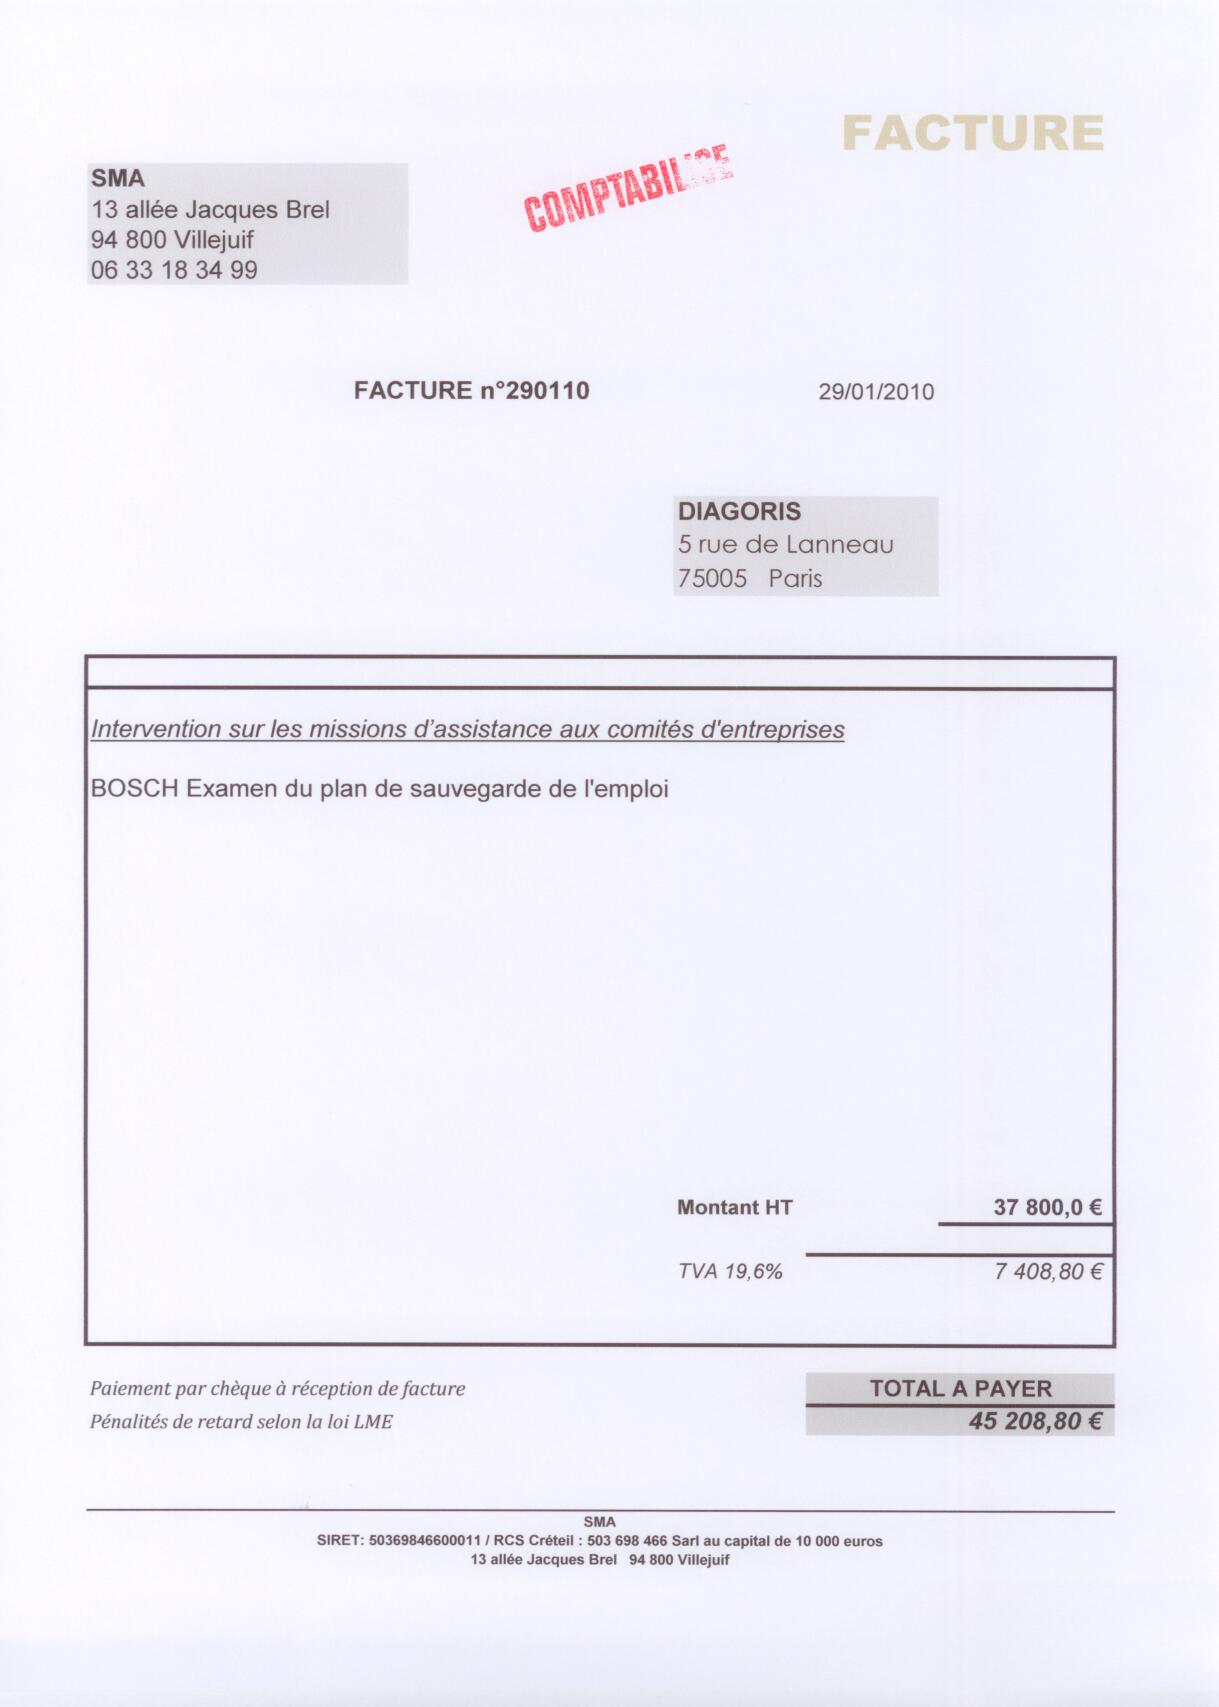 FACTURE
SMA
13 allée Jacques Brel
94 800 Villejuif
06 33 18 34 99
COMPTABILISE
FACTURE n°290110 29/01/2010
DIAGORIS
5 rue de Lanneau
75005 Paris
Intervention sur les missions d’assistance aux comités d'entreprises
BOSCH Examen du plan de sauvegarde de l'emploi
Montant HT 37 800,0 €
TVA 19,6% 7 408,80 €
Paiement par chèque à réception de facture
Pénalités de retard selon la loi LME
TOTAL A PAYER
45 208,80 €
SMA
SIRET: 50369846600011 / RCS Créteil : 503 698 466 Sarl au capital de 10 000 euros
13 allée Jacques Brel 94 800 Villejuif